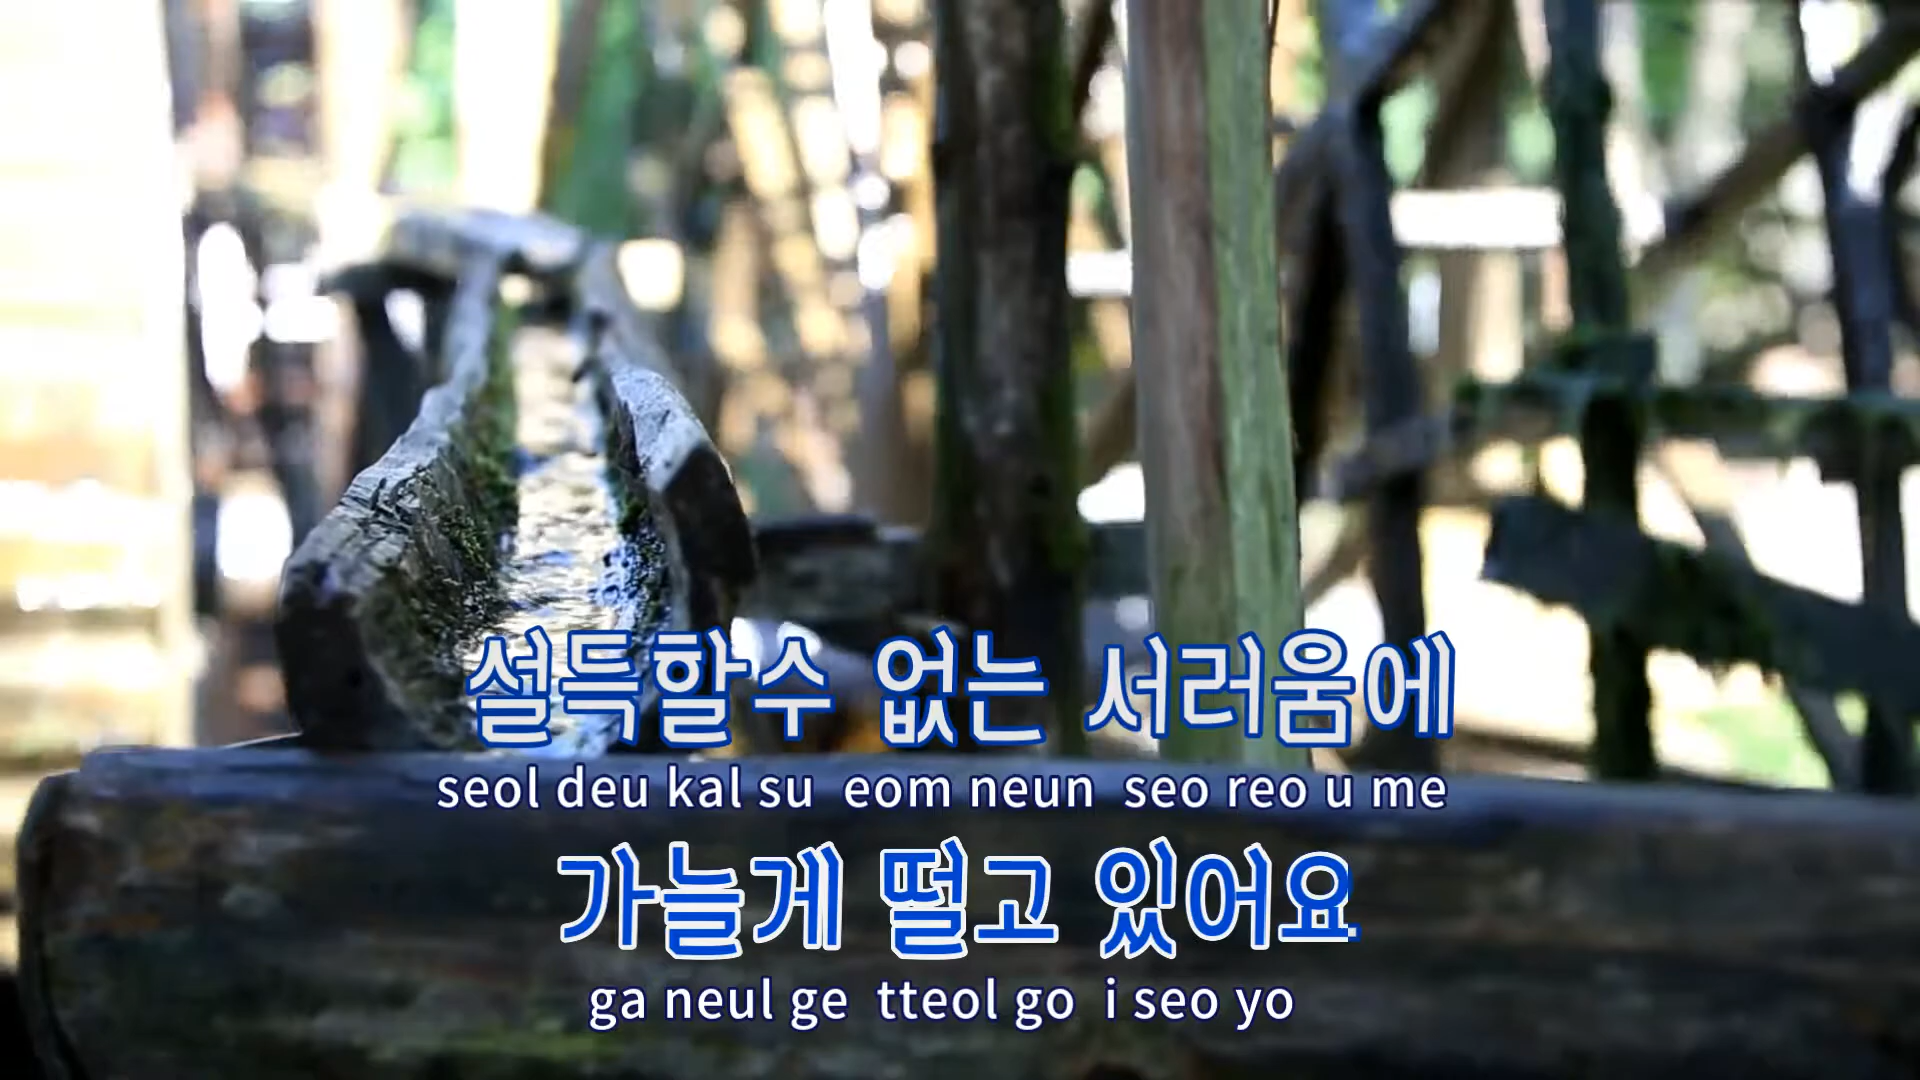 설득할수 없는 서러움에
seol deu kal su eom neun seo reo u me
가늘게 떨고 있어요
ga neul ge tteol go i seo yo